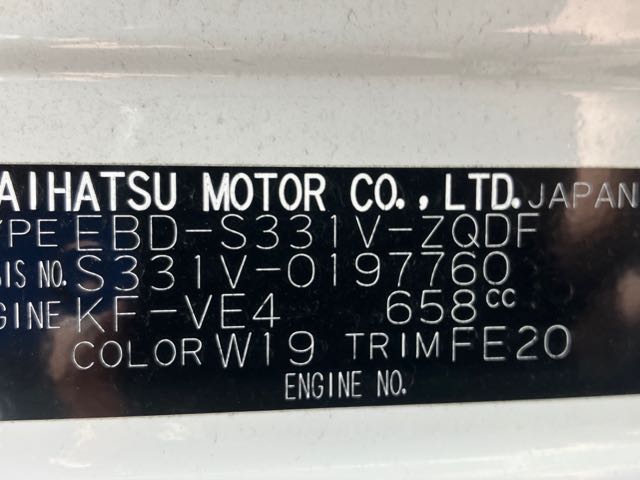 AIHATSU MOTOR CO.,LTD. JAPAN
YPE EBD-S331V-ZQDF
SIS NO. S331V-0197760
GINE KF-VE4 658cc
COLOR W19 TRIM FE20
ENGINE NO.